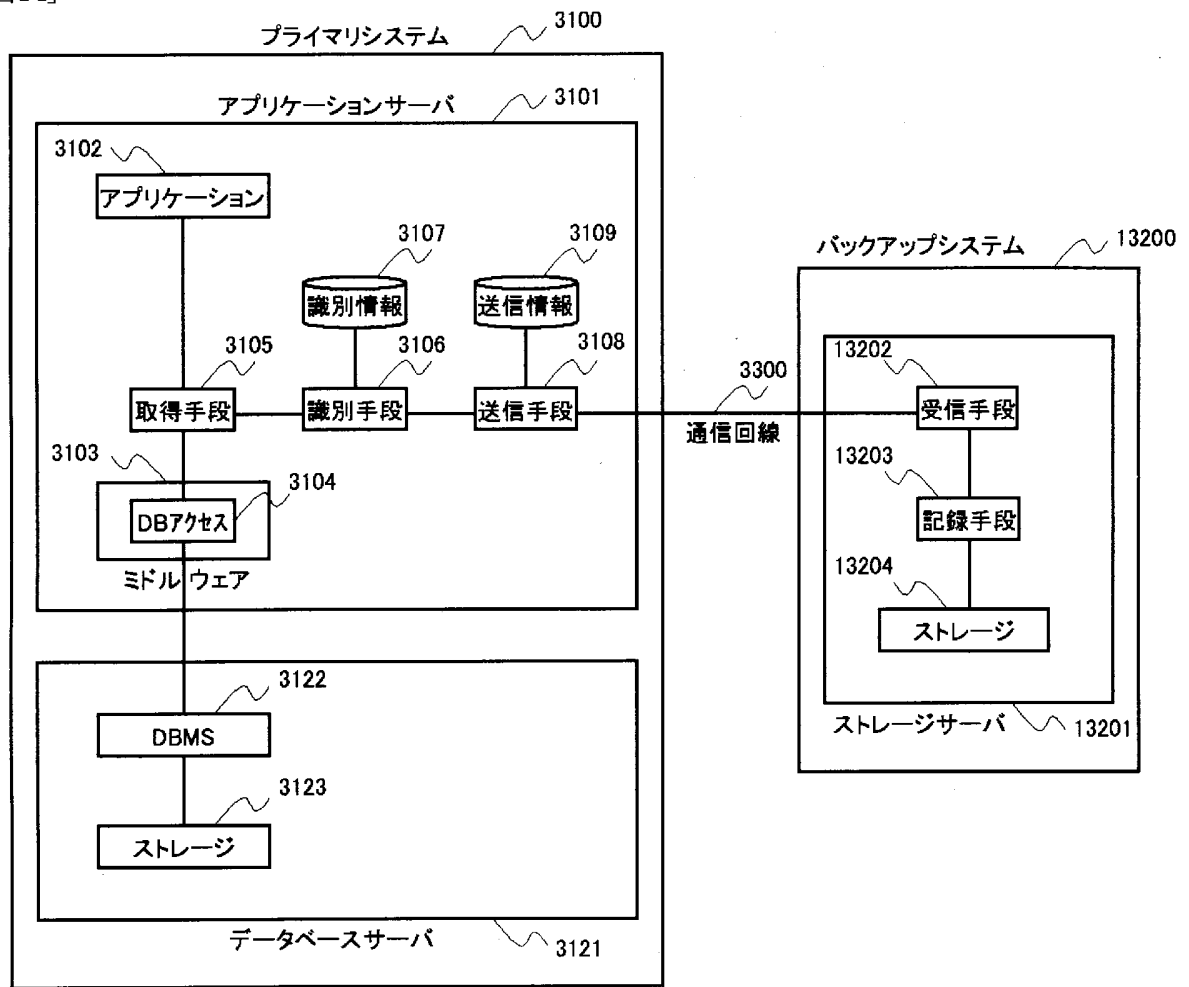 プライマリシステム
3100
アプリケーションサーバ
3101
3102
アプリケーション
3107
識別情報
3109
送信情報
3105
取得手段
3106
識別手段
3108
送信手段
3300
通信回線
3103
3104
DBアクセス
ミドルウェア
3122
DBMS
3123
ストレージ
データベースサーバ
3121
バックアップシステム
13200
13202
受信手段
13203
記録手段
13204
ストレージ
ストレージサーバ
13201